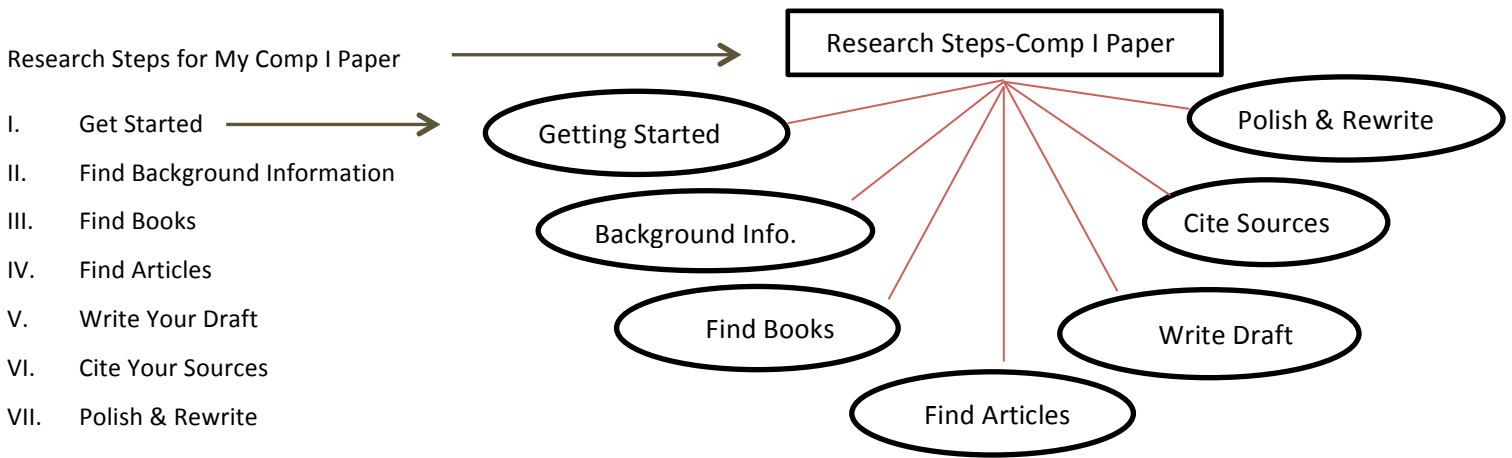 Research Steps for My Comp I Paper
I. Get Started
II. Find Background Information
III. Find Books
IV. Find Articles
V. Write Your Draft
VI. Cite Your Sources
VII. Polish & Rewrite
Research Steps-Comp I Paper
Getting Started
Background Info.
Find Books
Find Articles
Write Draft
Cite Sources
Polish & Rewrite